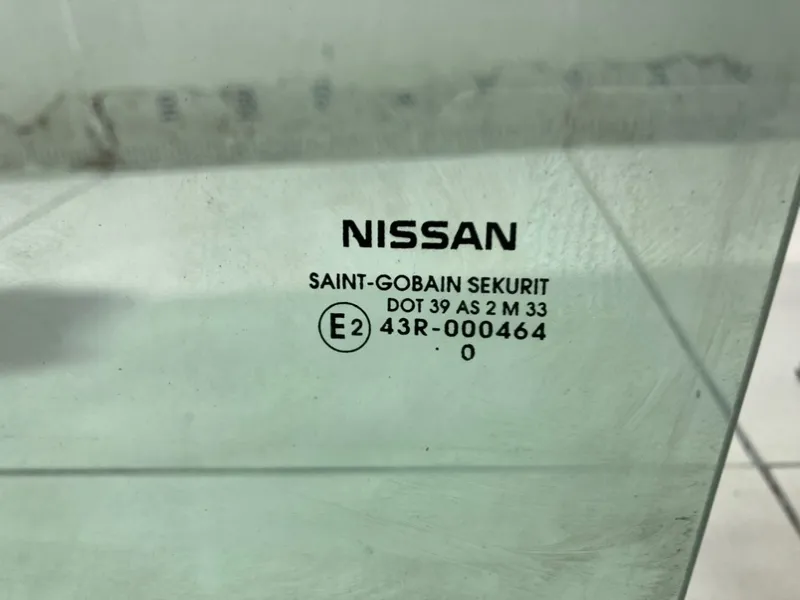 NISSAN
SAINT-GOBAIN SEKURIT
DOT 39 AS 2 M 33
E2 43R-000464
. 0